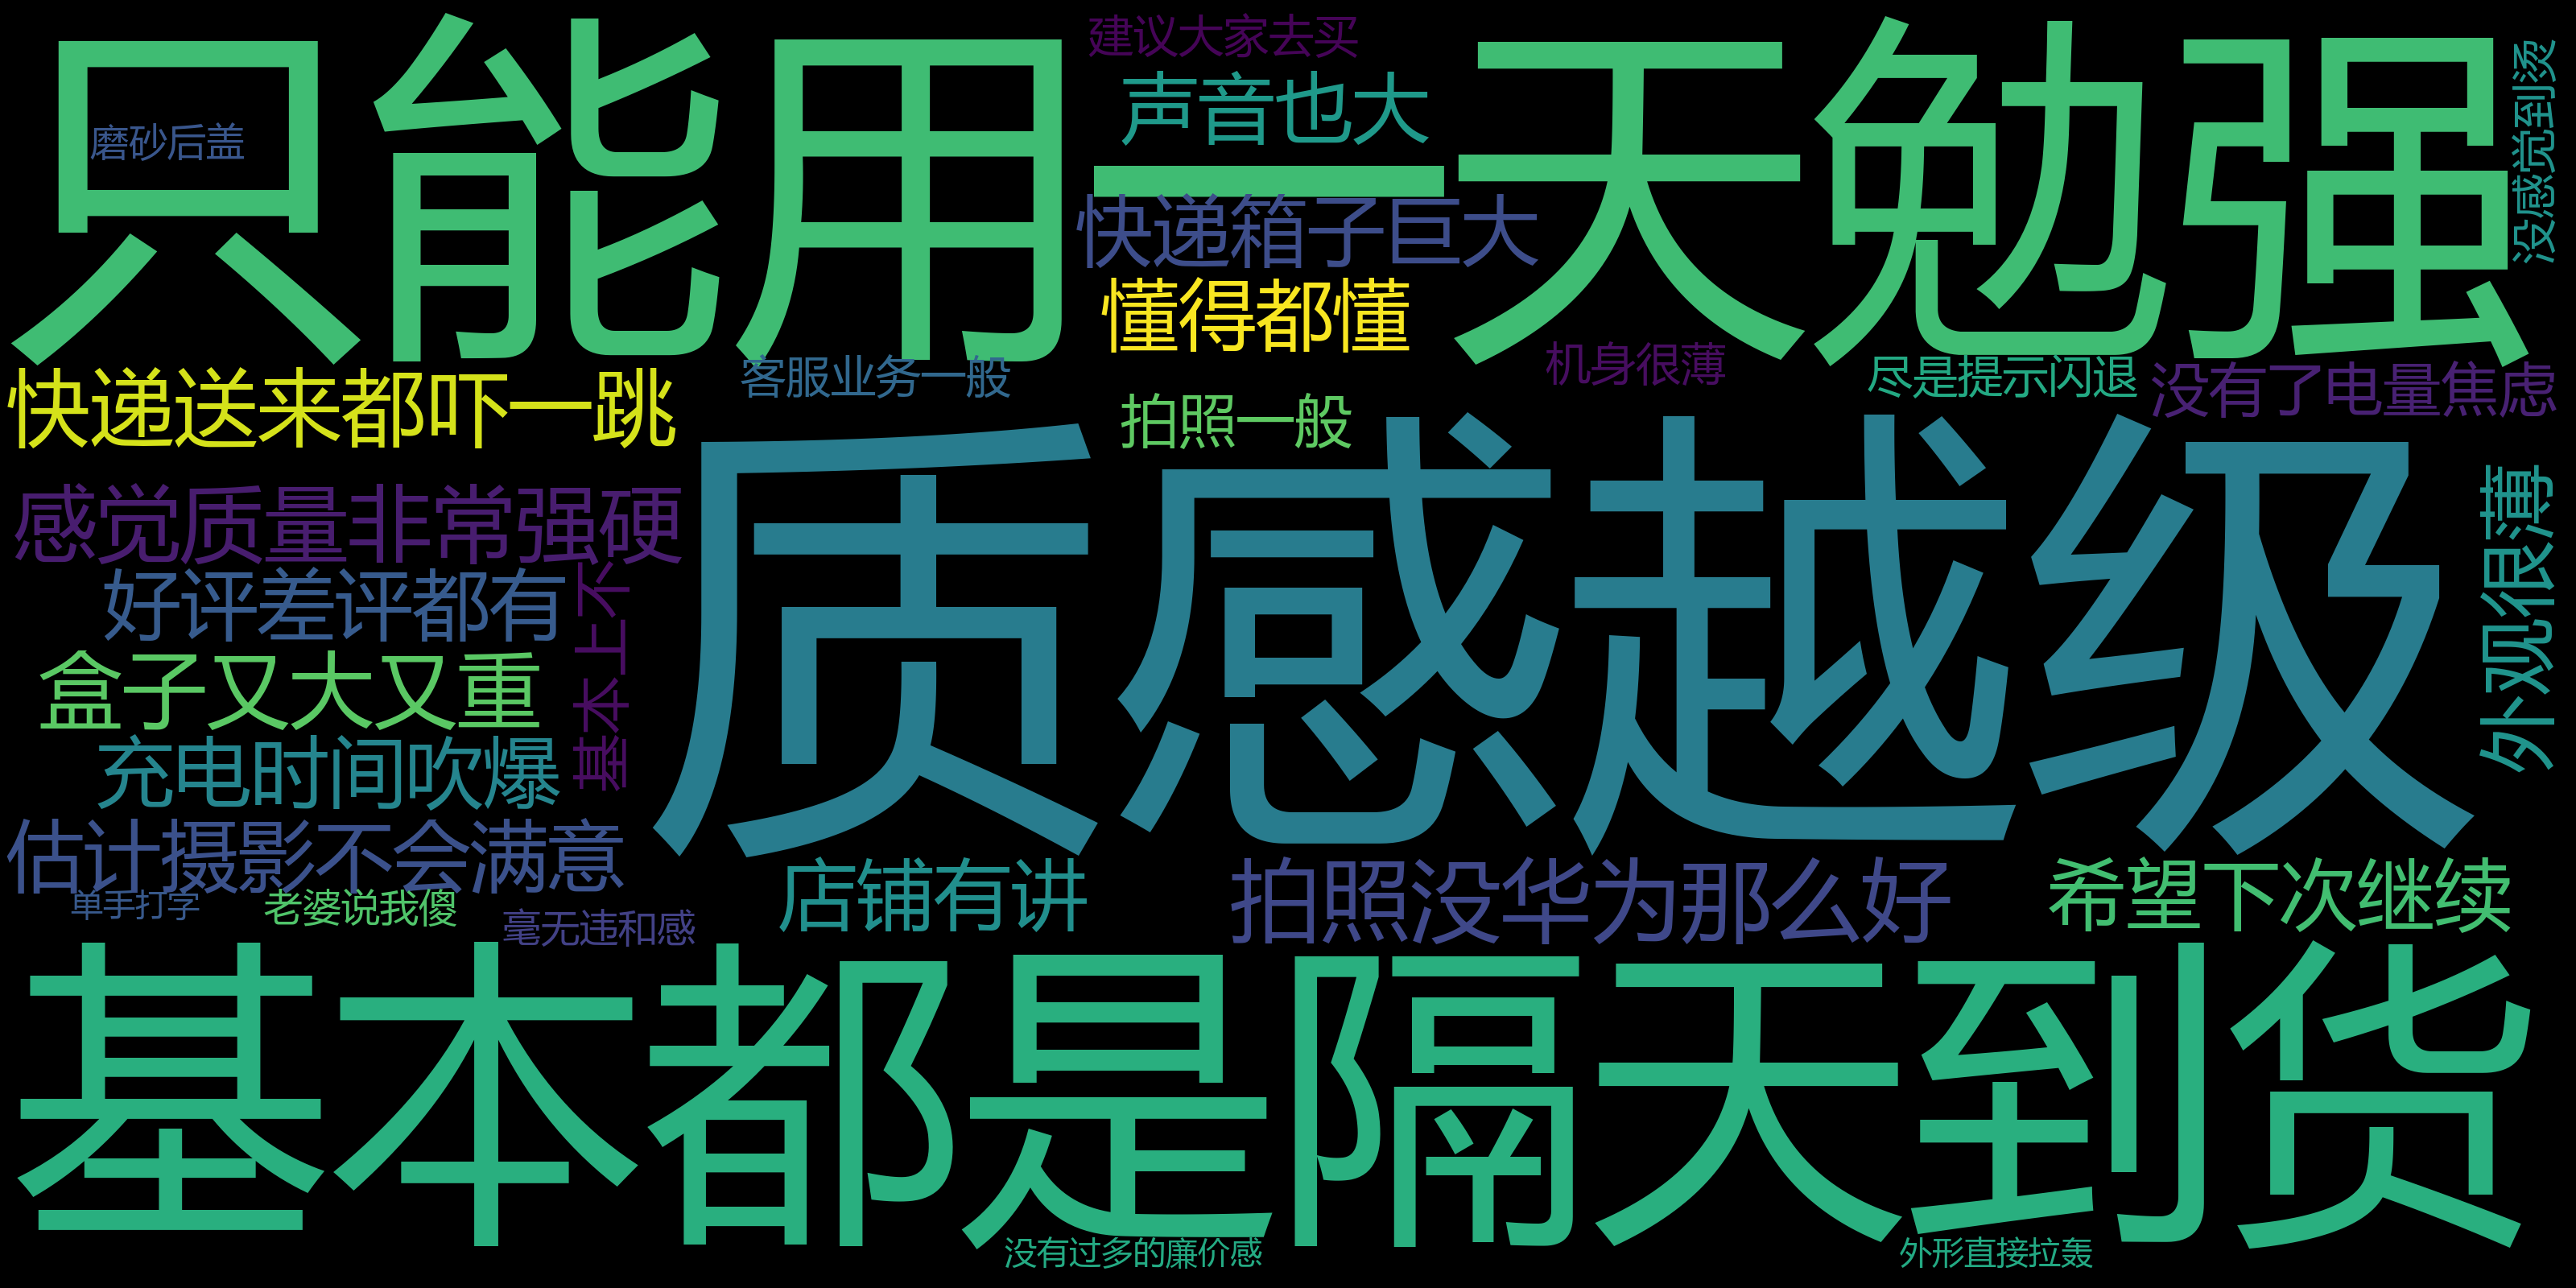 建议大家去买
只能用一天勉强
声音也大
没感觉到烫
磨砂后盖
快递箱子巨大
懂得都懂
机身很薄
客服业务一般
尽是提示闪退
没有了电量焦虑
快递送来都吓一跳
拍照一般
质感越级
感觉质量非常强硬
外观很薄
好评差评都有
基本上不
盒子又大又重
充电时间吹爆
估计摄影不会满意
店铺有讲
拍照没华为那么好
希望下次继续
单手打字
老婆说我傻
毫无违和感
基本都是隔天到货
没有过多的廉价感
外形直接拉轰